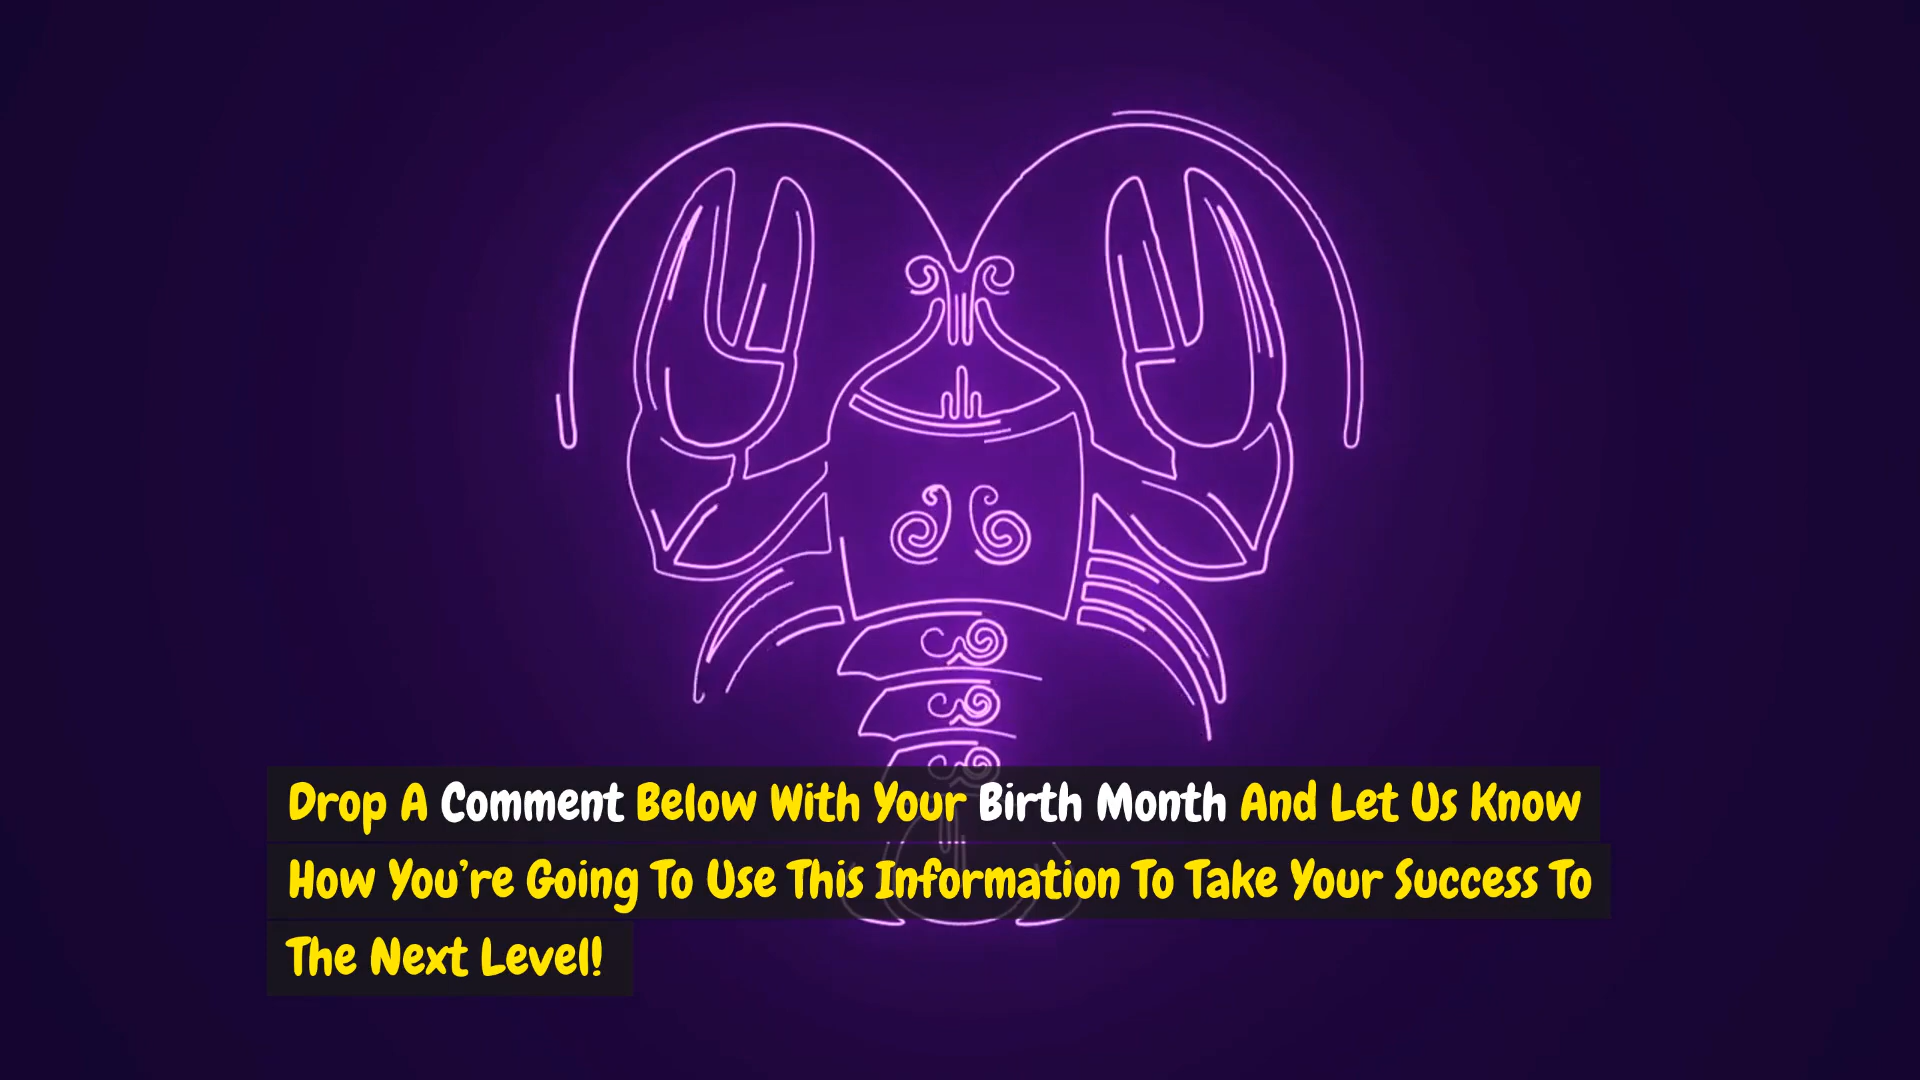 Drop A Comment Below With Your Birth Month And Let Us Know
How You’re Going To Use This Information To Take Your Success To
The Next Level!